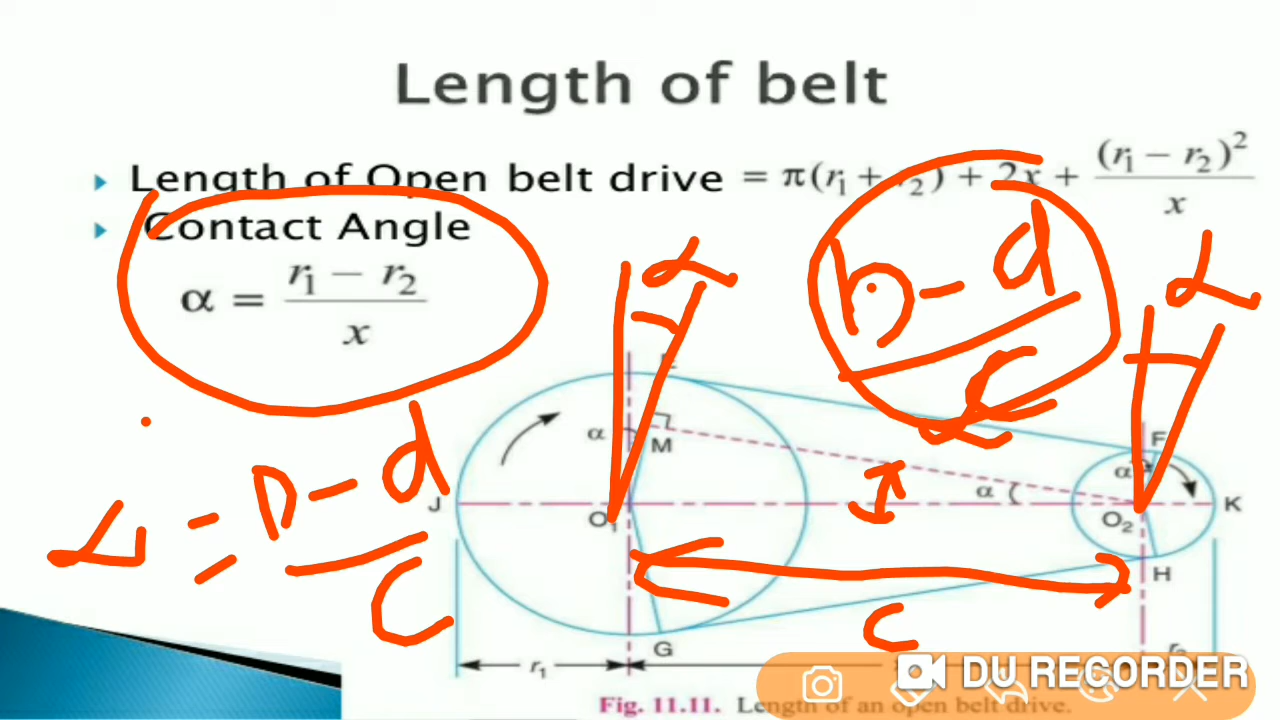 Length of belt
Length of Open belt drive = π(r₁ + r₂) + 2x + (r₁ − r₂)² / x
Contact Angle
α = r₁ − r₂ / x
α
D − d
α
E
α
M
F
α
α
J
O₁
O₂
K
D − d
C
C
G
H
r₁
DU RECORDER
Fig. 11.11. Length of an open belt drive.